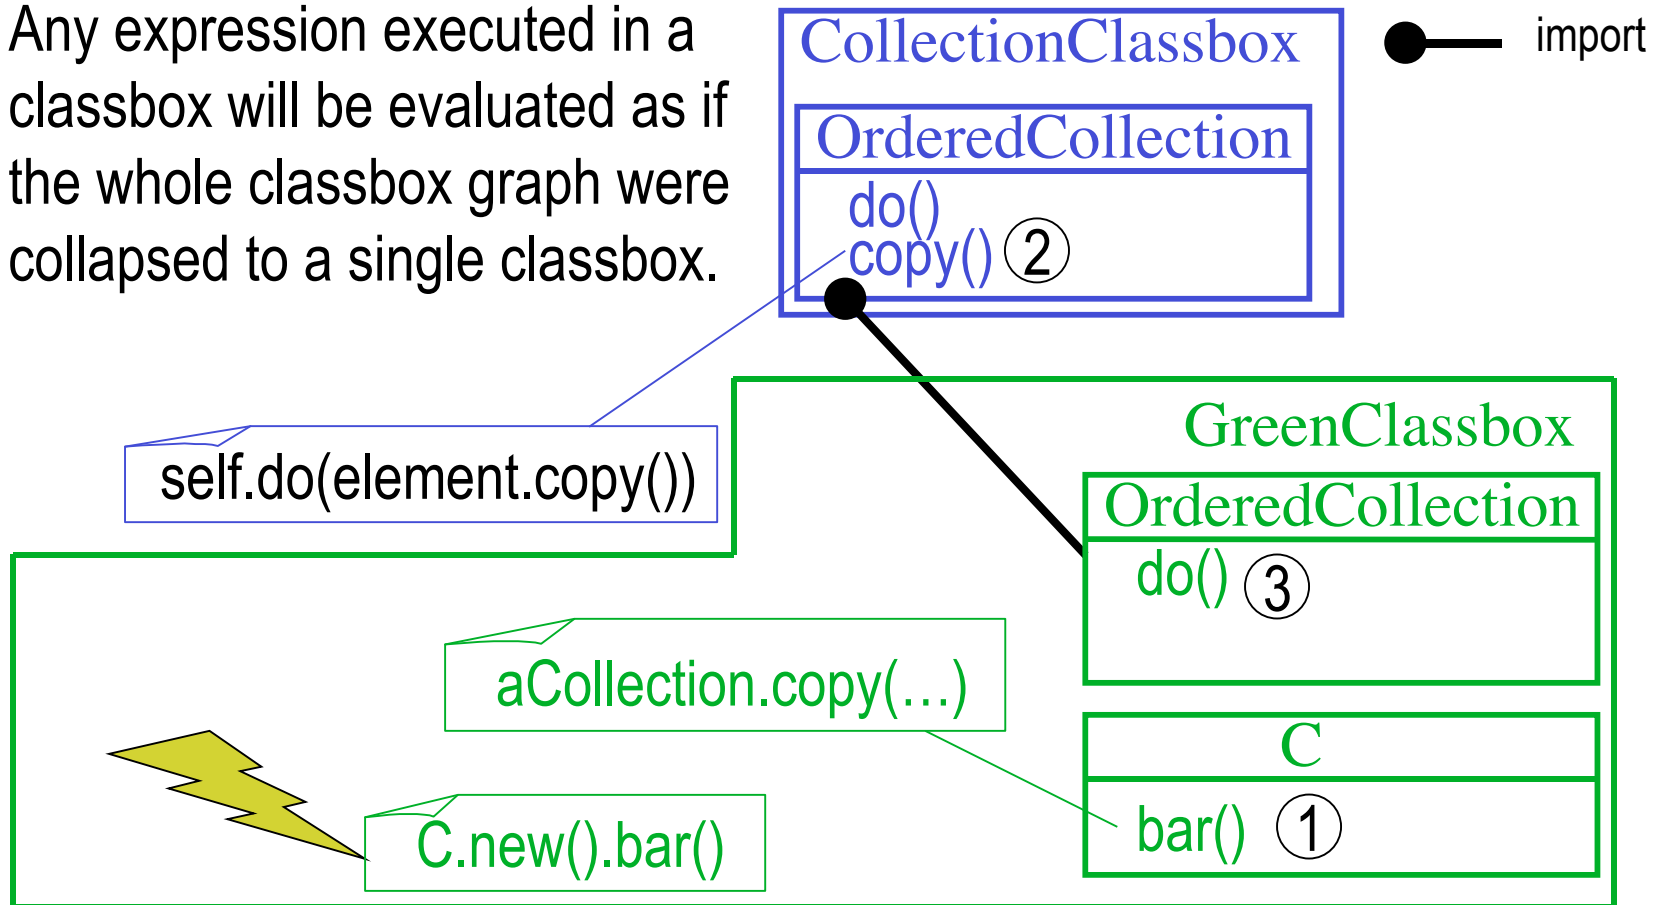 Any expression executed in a
classbox will be evaluated as if
the whole classbox graph were
collapsed to a single classbox.
CollectionClassbox
import
OrderedCollection
do()
copy() 2
self.do(element.copy())
GreenClassbox
OrderedCollection
do() 3
aCollection.copy(…)
C
bar() 1
C.new().bar()